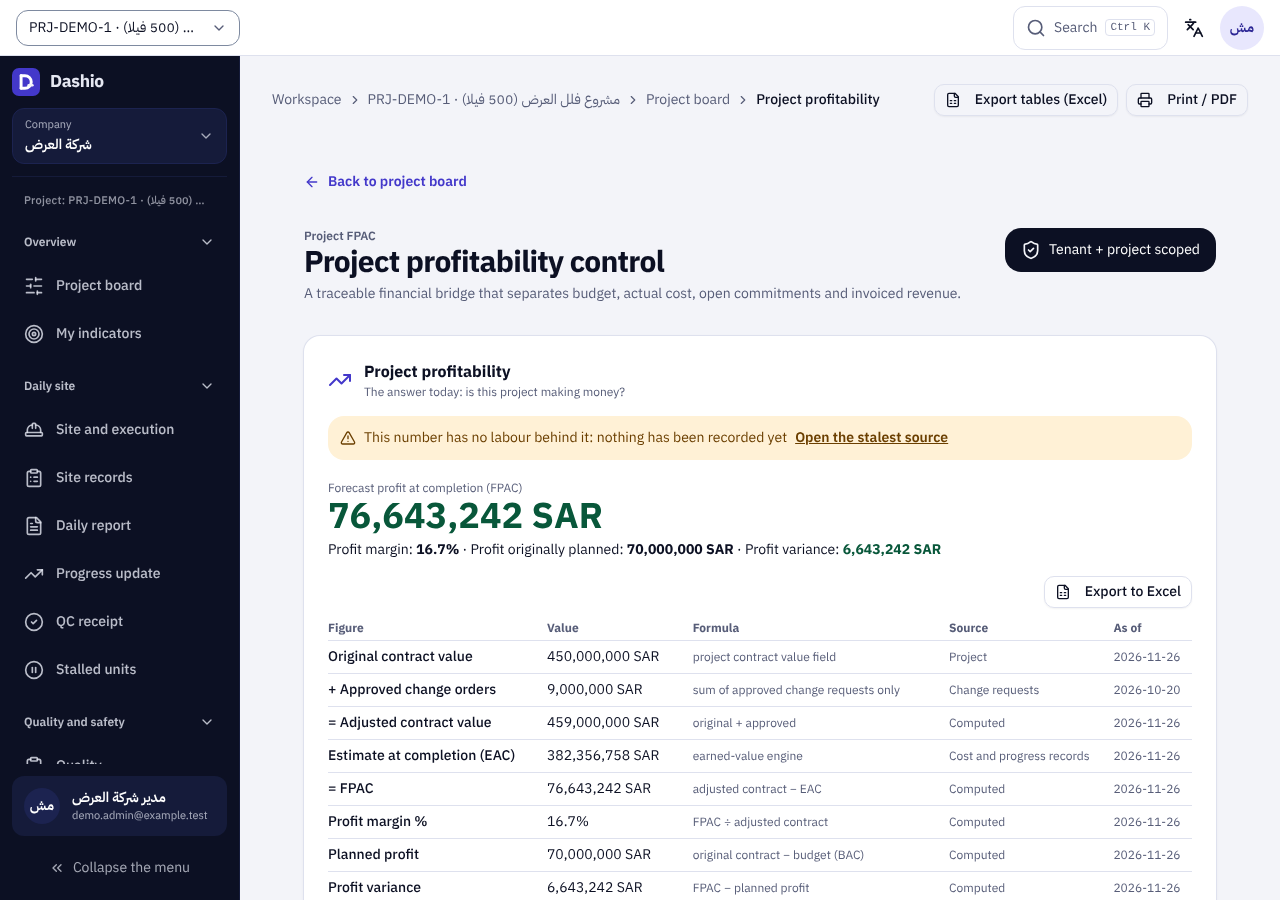 PRJ-DEMO-1 · (500 فيلا) ...
Search Ctrl K
مش
Dashio
Company
شركة العرض
Project: PRJ-DEMO-1 · (500 فيلا) ...
Overview
Project board
My indicators
Daily site
Site and execution
Site records
Daily report
Progress update
QC receipt
Stalled units
Quality and safety
Quality
مش
مدير شركة العرض
demo.admin@example.test
Collapse the menu
Workspace > PRJ-DEMO-1 · مشروع فلل العرض (500 فيلا) > Project board > Project profitability
Export tables (Excel)
Print / PDF
Back to project board
Project FPAC
Project profitability control
A traceable financial bridge that separates budget, actual cost, open commitments and invoiced revenue.
Tenant + project scoped
Project profitability
The answer today: is this project making money?
This number has no labour behind it: nothing has been recorded yet Open the stalest source
Forecast profit at completion (FPAC)
76,643,242 SAR
Profit margin: 16.7% · Profit originally planned: 70,000,000 SAR · Profit variance: 6,643,242 SAR
Export to Excel
Figure Value Formula Source As of
Original contract value 450,000,000 SAR project contract value field Project 2026-11-26
+ Approved change orders 9,000,000 SAR sum of approved change requests only Change requests 2026-10-20
= Adjusted contract value 459,000,000 SAR original + approved Computed 2026-11-26
Estimate at completion (EAC) 382,356,758 SAR earned-value engine Cost and progress records 2026-11-26
= FPAC 76,643,242 SAR adjusted contract − EAC Computed 2026-11-26
Profit margin % 16.7% FPAC ÷ adjusted contract Computed 2026-11-26
Planned profit 70,000,000 SAR original contract − budget (BAC) Computed 2026-11-26
Profit variance 6,643,242 SAR FPAC − planned profit Computed 2026-11-26